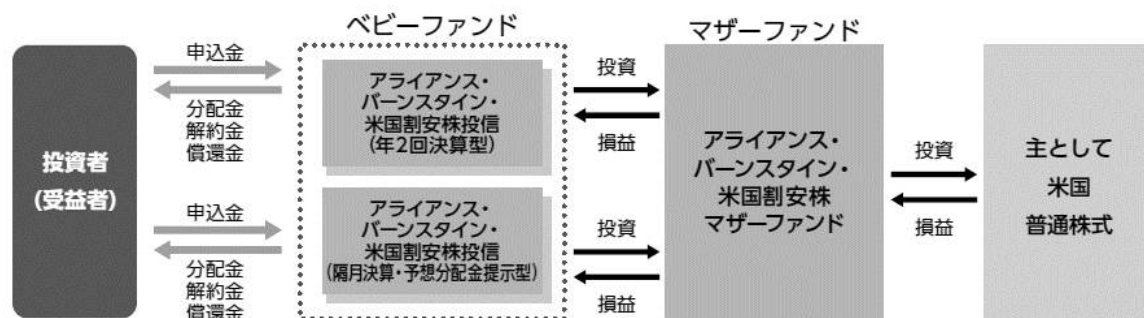 ベビーファンド
マザーファンド
投資者
(受益者)
申込金
分配金
解約金
償還金
申込金
分配金
解約金
償還金
アライアンス・
バーンスタイン・
米国割安株投信
(年2回決算型)
アライアンス・
バーンスタイン・
米国割安株投信
(隔月決算・予想分配金提示型)
投資
損益
投資
損益
アライアンス・
バーンスタイン・
米国割安株
マザーファンド
投資
損益
主として
米国
普通株式